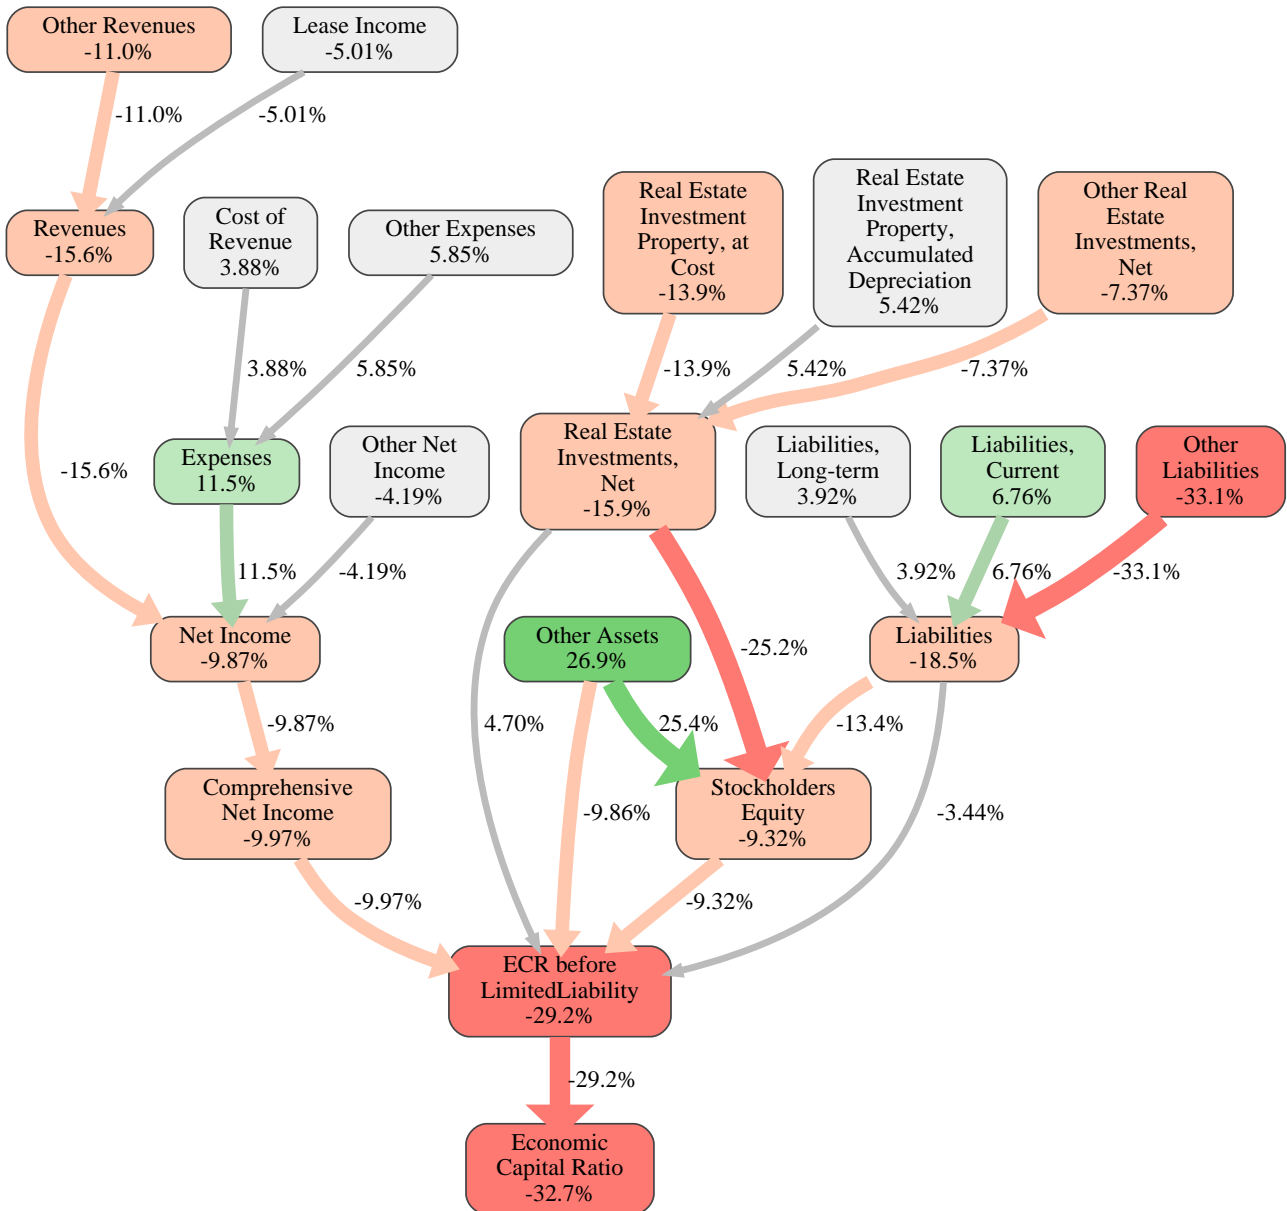 Other Revenues
-11.0%
Lease Income
-5.01%
-11.0%
-5.01%
Revenues
-15.6%
Cost of
Revenue
3.88%
Other Expenses
5.85%
Real Estate
Investment
Property, at
Cost
-13.9%
Real Estate
Investment
Property,
Accumulated
Depreciation
5.42%
Other Real
Estate
Investments,
Net
-7.37%
3.88%
5.85%
-13.9%
5.42%
-7.37%
-15.6%
Expenses
11.5%
Other Net
Income
-4.19%
Real Estate
Investments,
Net
-15.9%
Liabilities,
Long-term
3.92%
Liabilities,
Current
6.76%
Other
Liabilities
-33.1%
11.5%
-4.19%
3.92%
6.76%
-33.1%
Net Income
-9.87%
Other Assets
26.9%
-25.2%
Liabilities
-18.5%
-9.87%
4.70%
25.4%
-13.4%
Comprehensive
Net Income
-9.97%
-9.86%
Stockholders
Equity
-9.32%
-3.44%
-9.97%
-9.32%
ECR before
LimitedLiability
-29.2%
-29.2%
Economic
Capital Ratio
-32.7%